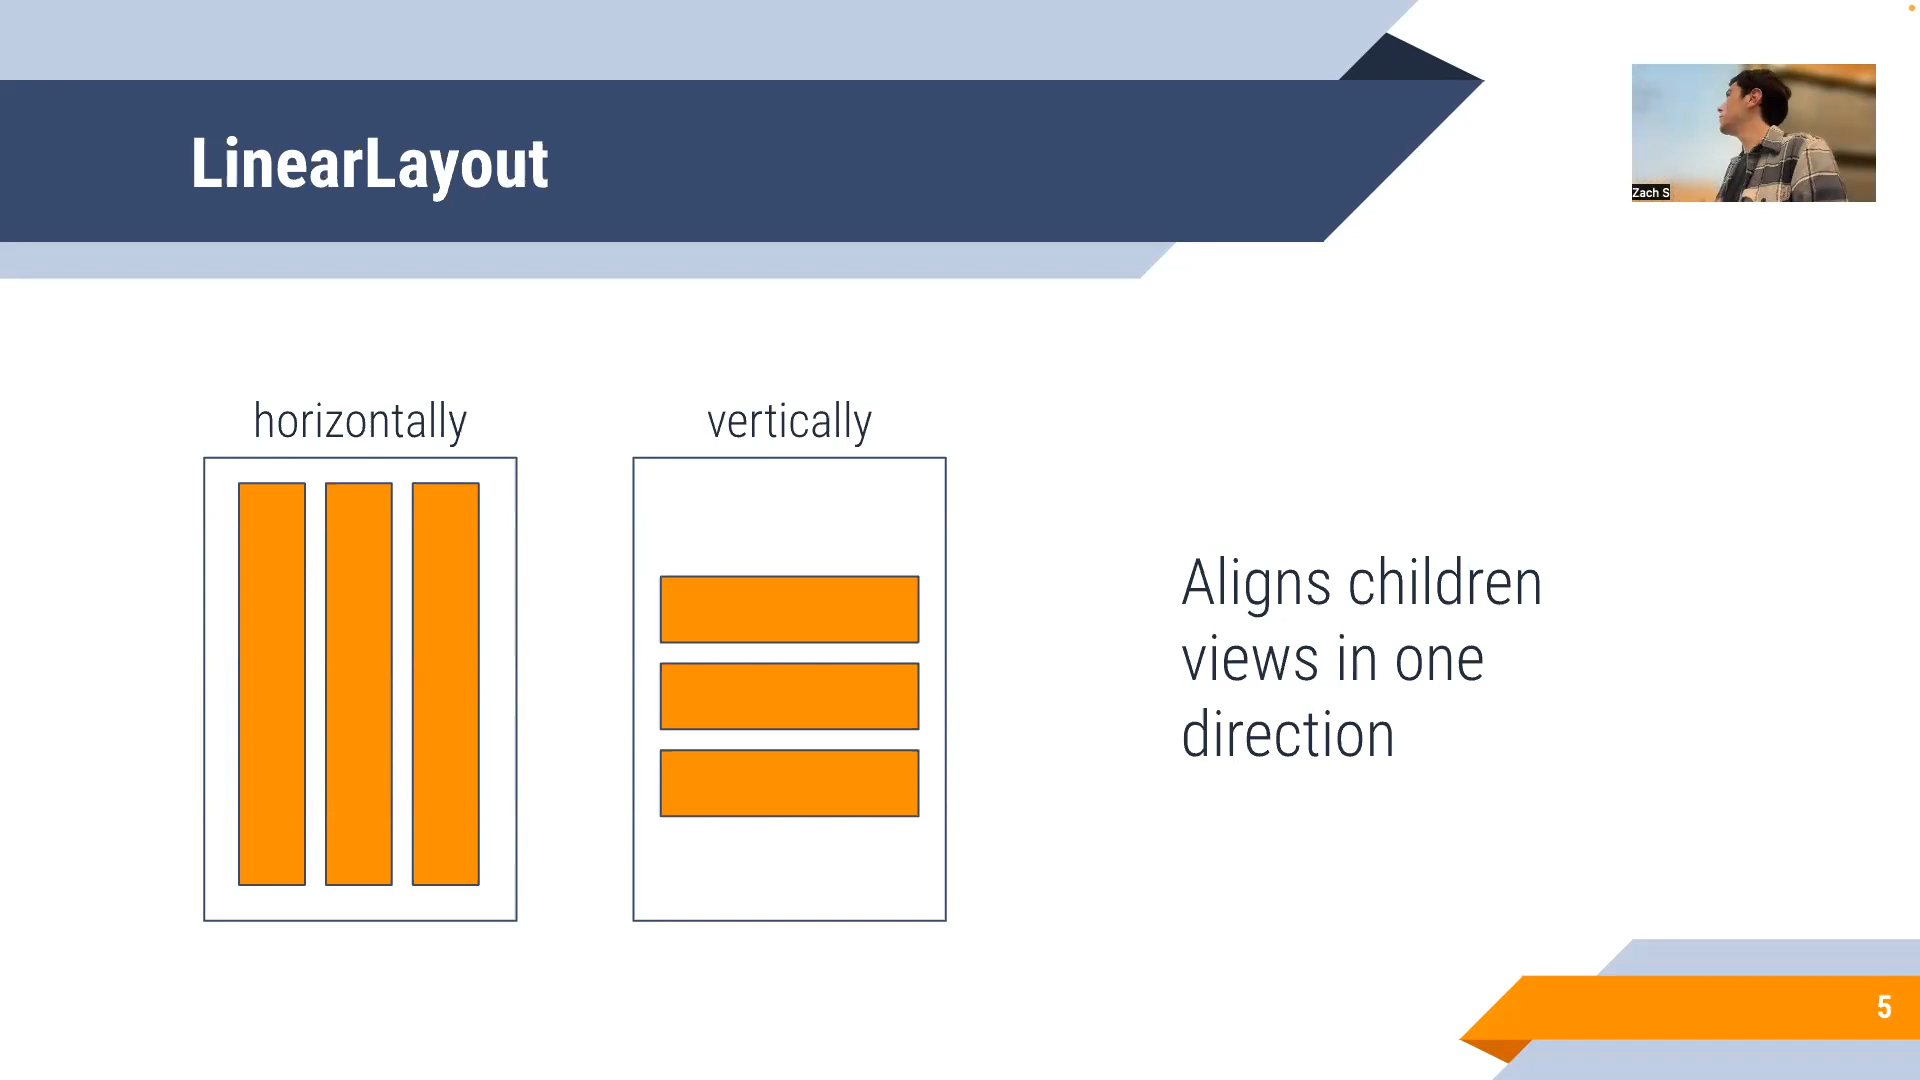 LinearLayout
Zach S
horizontally
vertically
Aligns children
views in one
direction
5